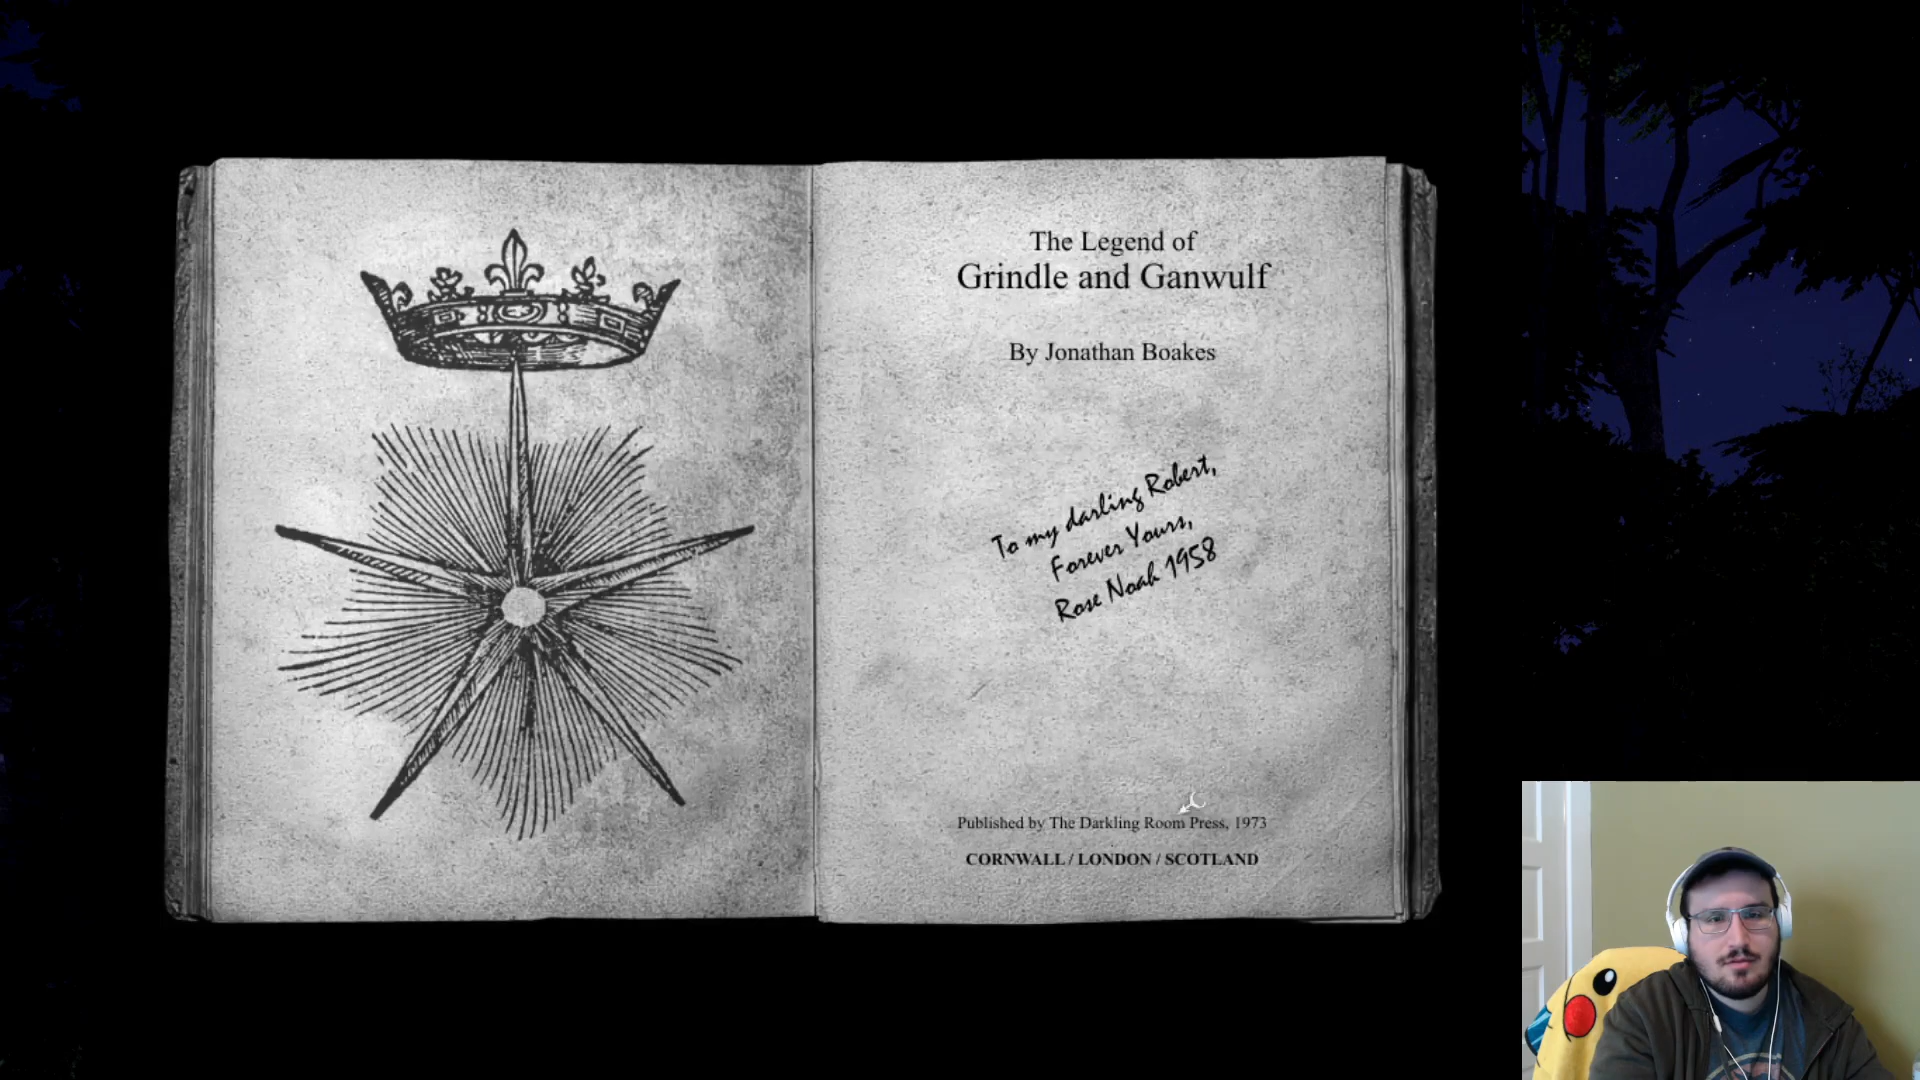 The Legend of
Grindle and Ganwulf
By Jonathan Boakes
To my darling Robert,
Forever Yours,
Rose Noah 1958
Published by The Darkling Room Press, 1973
CORNWALL / LONDON / SCOTLAND